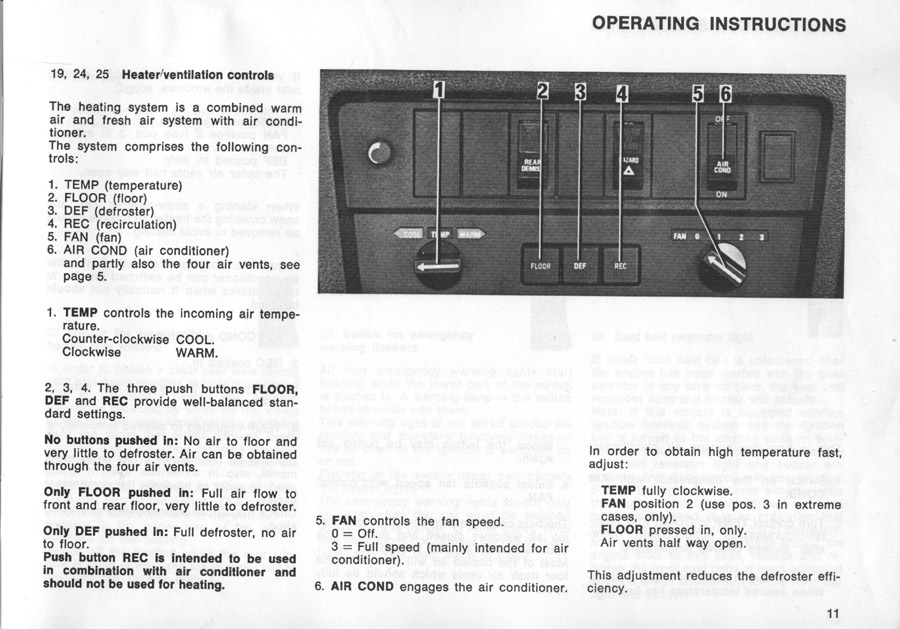 OPERATING INSTRUCTIONS
19, 24, 25 Heater/ventilation controls
The heating system is a combined warm
air and fresh air system with air condi-
tioner.
The system comprises the following con-
trols:
1. TEMP (temperature)
2. FLOOR (floor)
3. DEF (defroster)
4. REC (recirculation)
5. FAN (fan)
6. AIR COND (air conditioner)
and partly also the four air vents, see
page 5.
1. TEMP controls the incoming air tempe-
rature.
Counter-clockwise COOL.
Clockwise WARM.
2, 3, 4. The three push buttons FLOOR,
DEF and REC provide well-balanced stan-
dard settings.
No buttons pushed in: No air to floor and
very little to defroster. Air can be obtained
through the four air vents.
Only FLOOR pushed in: Full air flow to
front and rear floor, very little to defroster.
Only DEF pushed in: Full defroster, no air
to floor.
Push button REC is intended to be used
in combination with air conditioner and
should not be used for heating.
1 2 3 4 5 6
REAR
DEMIS
AZARD
OFF
AIR
COND
ON
COOL TEMP WARM
FLOOR DEF REC
FAN 0 1 2 3
5. FAN controls the fan speed.
0 = Off.
3 = Full speed (mainly intended for air
conditioner).
6. AIR COND engages the air conditioner.
In order to obtain high temperature fast,
adjust:
TEMP fully clockwise.
FAN position 2 (use pos. 3 in extreme
cases, only).
FLOOR pressed in, only.
Air vents half way open.
This adjustment reduces the defroster effi-
ciency.
11